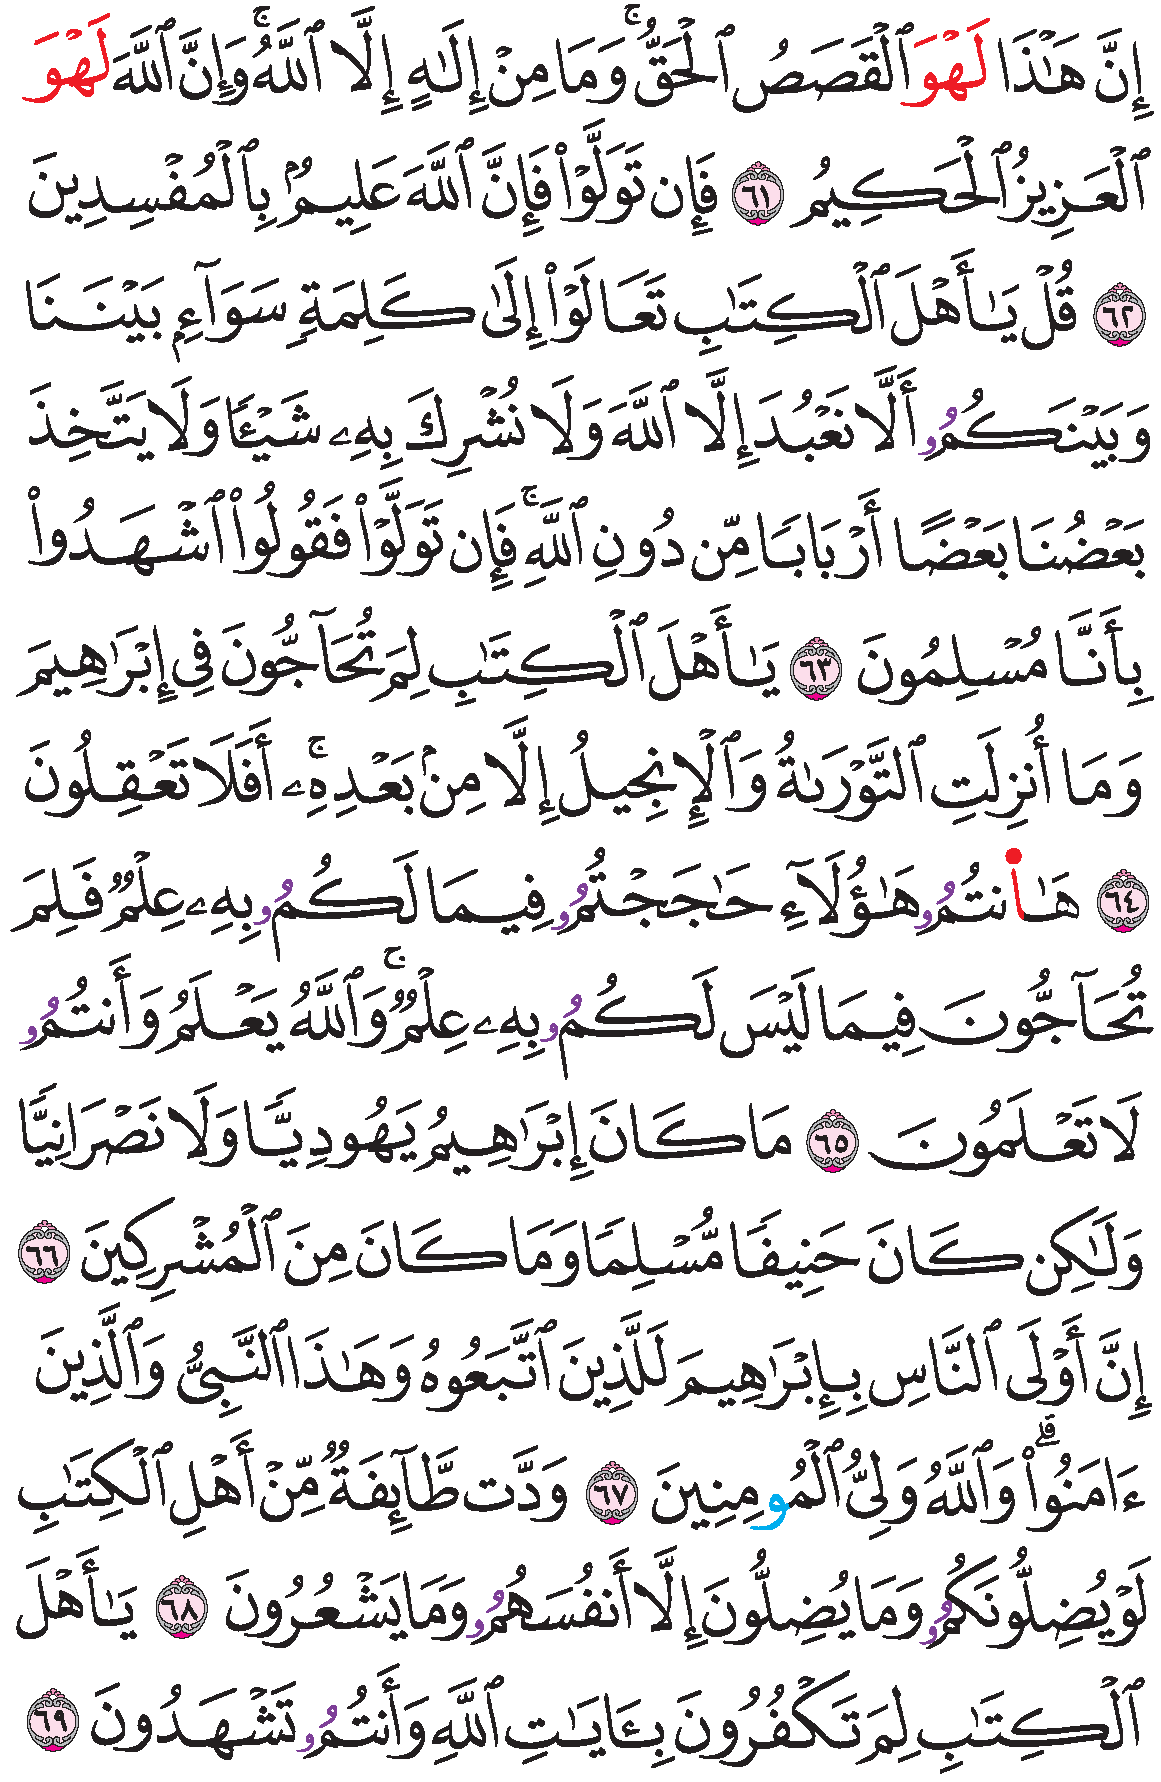 إِنَّ هَٰذَا لَهْوَ ٱلْقَصَصُ ٱلْحَقُّۚ وَمَا مِنْ إِلَٰهٍ إِلَّا ٱللَّهُۚ وَإِنَّ ٱللَّهَ لَهْوَ
ٱلْعَزِيزُ ٱلْحَكِيمُ ٦١ فَإِن تَوَلَّوْا۟ فَإِنَّ ٱللَّهَ عَلِيمُۢ بِٱلْمُفْسِدِينَ
٦٢ قُلْ يَٰأَهْلَ ٱلْكِتَٰبِ تَعَالَوْا۟ إِلَىٰ كَلِمَةٖ سَوَآءِۭ بَيْنَنَا
وَبَيْنَكُمُۥ أَلَّا نَعْبُدَ إِلَّا ٱللَّهَ وَلَا نُشْرِكَ بِهِۦ شَيْـٔٗا وَلَا يَتَّخِذَ
بَعْضُنَا بَعْضًا أَرْبَابٗا مِّن دُونِ ٱللَّهِۚ فَإِن تَوَلَّوْا۟ فَقُولُوا۟ ٱشْهَدُوا۟
بِأَنَّا مُسْلِمُونَ ٦٣ يَٰأَهْلَ ٱلْكِتَٰبِ لِمَ تُحَآجُّونَ فِي إِبْرَٰهِيمَ
وَمَا أُنزِلَتِ ٱلتَّوْرَىٰةُ وَٱلْإِنجِيلُ إِلَّا مِنۢ بَعْدِهِۦۚ أَفَلَا تَعْقِلُونَ
٦٤ هَٰاَ۬نتُمُۥ هَٰؤُلَآءِ حَٰجَجْتُمُۥ فِيمَا لَكُمُۥ بِهِۦ عِلْمٞ فَلِمَ
تُحَآجُّونَ فِيمَا لَيْسَ لَكُمُۥ بِهِۦ عِلْمٞۚ وَٱللَّهُ يَعْلَمُ وَأَنتُمُۥ
لَا تَعْلَمُونَ ٦٥ مَا كَانَ إِبْرَٰهِيمُ يَهُودِيّٗا وَلَا نَصْرَانِيّٗا
وَلَٰكِن كَانَ حَنِيفٗا مُّسْلِمٗا وَمَا كَانَ مِنَ ٱلْمُشْرِكِينَ ٦٦
إِنَّ أَوْلَى ٱلنَّاسِ بِإِبْرَٰهِيمَ لَلَّذِينَ ٱتَّبَعُوهُ وَهَٰذَا ٱلنَّبِيُّ وَٱلَّذِينَ
ءَامَنُوا۟ۗ وَٱللَّهُ وَلِيُّ ٱلْمُومِنِينَ ٦٧ وَدَّت طَّآئِفَةٞ مِّنْ أَهْلِ ٱلْكِتَٰبِ
لَوْ يُضِلُّونَكُمُۥ وَمَا يُضِلُّونَ إِلَّا أَنفُسَهُمُۥ وَمَا يَشْعُرُونَ ٦٨ يَٰأَهْلَ
ٱلْكِتَٰبِ لِمَ تَكْفُرُونَ بِـَٔايَٰتِ ٱللَّهِ وَأَنتُمُۥ تَشْهَدُونَ ٦٩